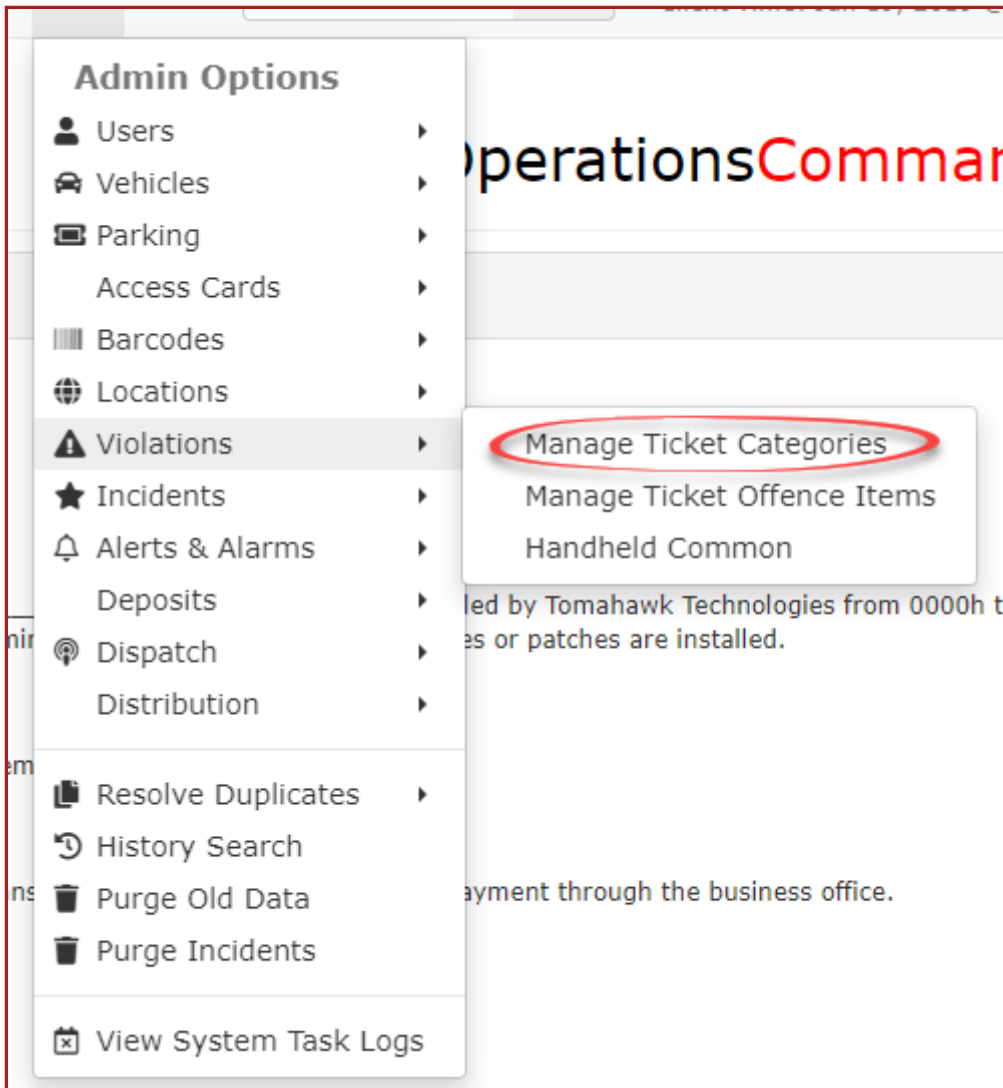 Admin Options
Users
Vehicles
Parking
Access Cards
Barcodes
Locations
Violations
Incidents
Alerts & Alarms
Deposits
Dispatch
Distribution
Resolve Duplicates
History Search
Purge Old Data
Purge Incidents
View System Task Logs
Manage Ticket Categories
Manage Ticket Offence Items
Handheld Common
perationsComman
led by Tomahawk Technologies from 0000h t
es or patches are installed.
ayment through the business office.